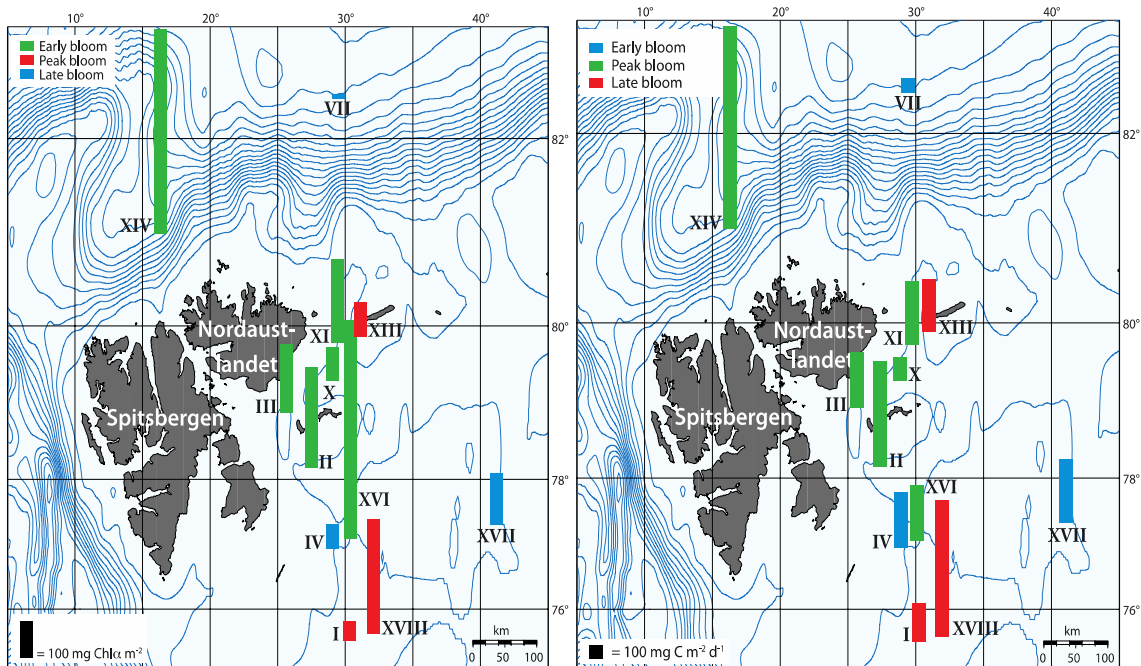 10° 20° 30° 40°
Early bloom
Peak bloom
Late bloom
VII
82°
XIV
Nordaust-
landet
XI
XIII
80°
X
III
Spitsbergen
II
78°
XVI
IV
XVII
76°
I
XVIII
km
0 50 100
= 100 mg Chlα m⁻²
10° 20° 30° 40°
Early bloom
Peak bloom
Late bloom
VII
82°
XIV
Nordaust-
landet
XI
XIII
80°
X
III
Spitsbergen
II
78°
XVI
IV
XVII
76°
I
XVIII
km
0 50 100
= 100 mg C m⁻² d⁻¹